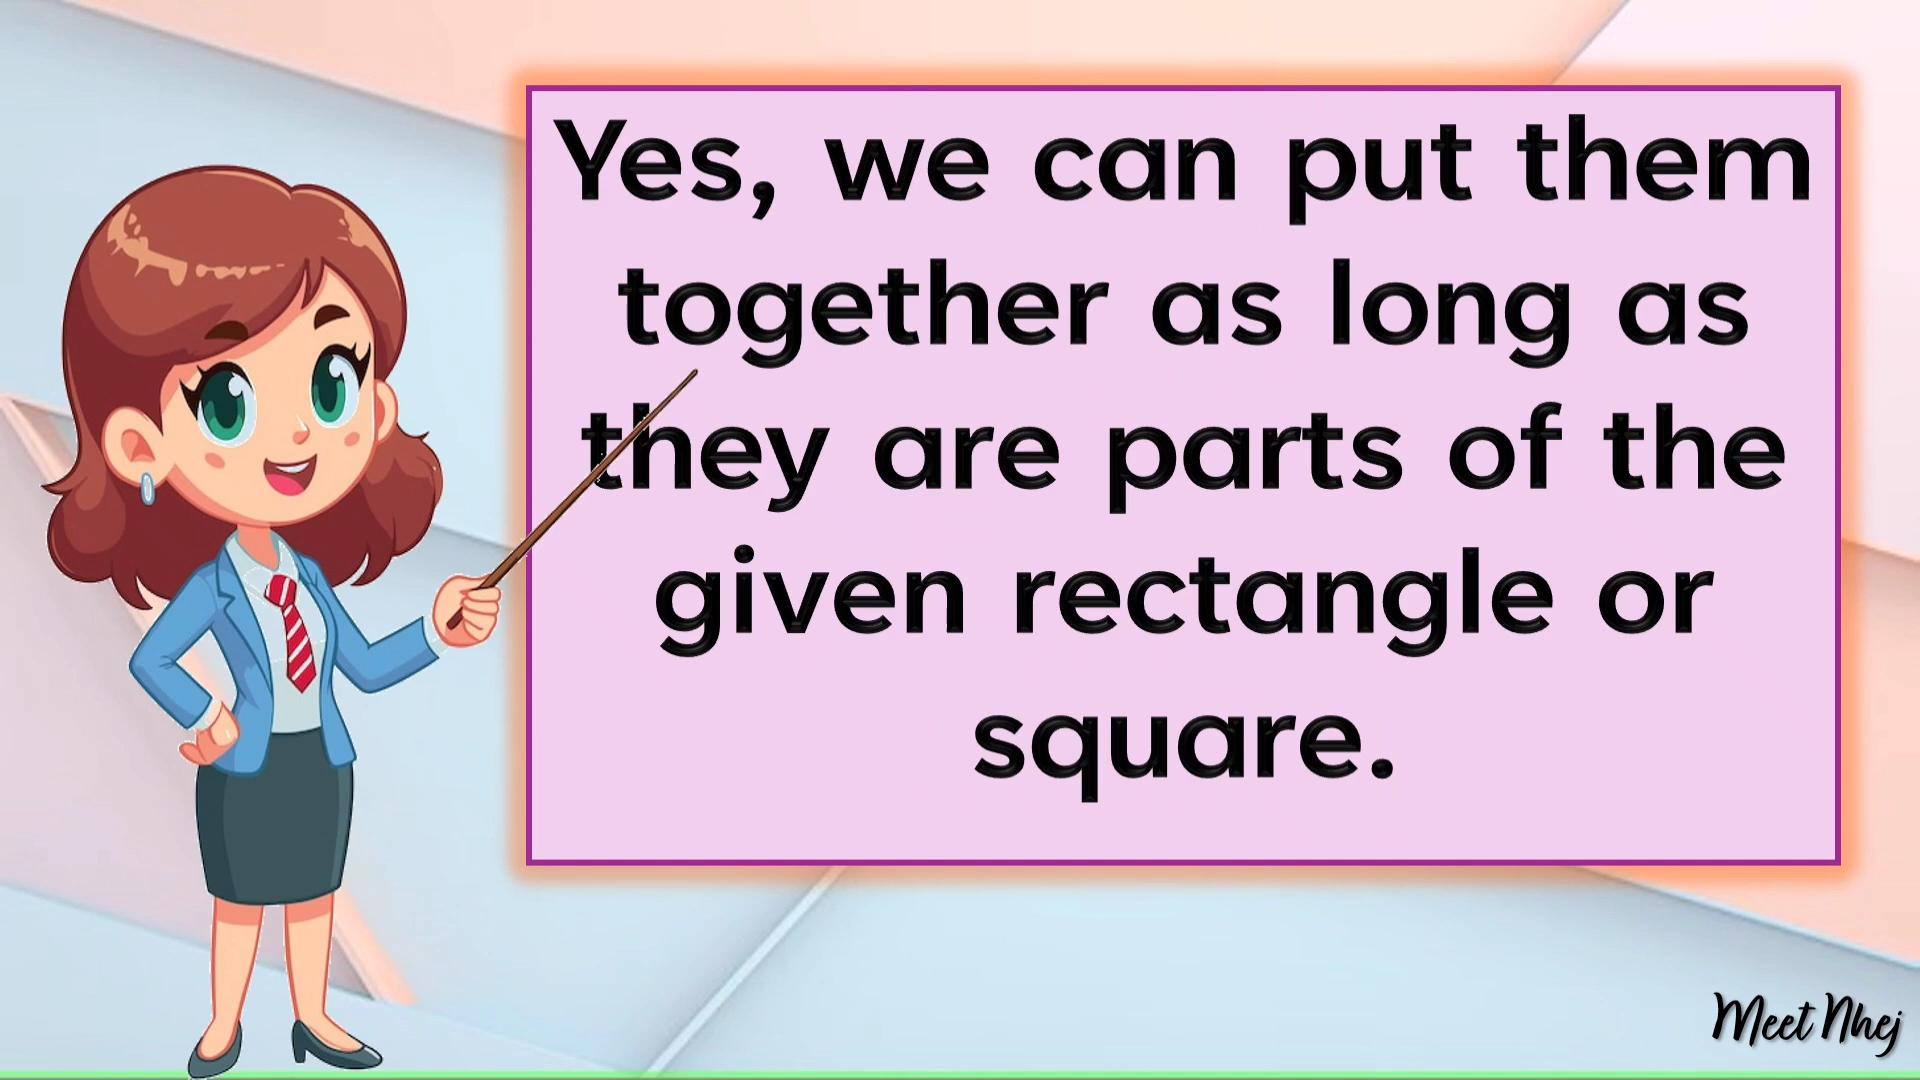 Yes, we can put them
together as long as
they are parts of the
given rectangle or
square.
Meet Nhej